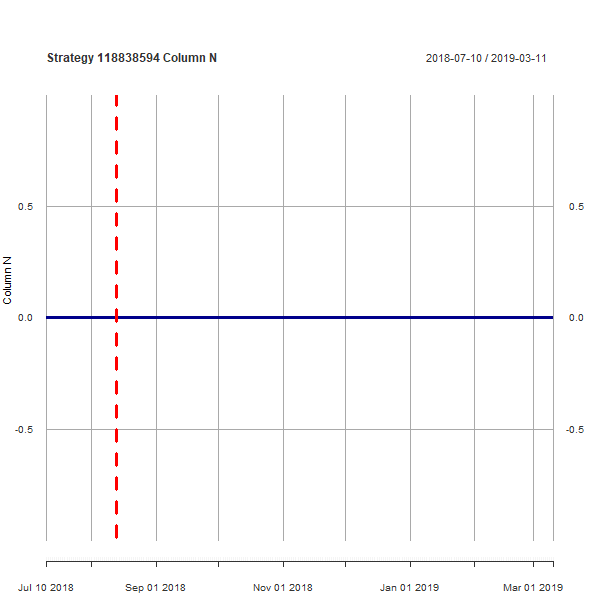 Strategy 118838594 Column N
2018-07-10 / 2019-03-11
0.5
0.5
Column N
0.0
0.0
-0.5
-0.5
Jul 10 2018
Sep 01 2018
Nov 01 2018
Jan 01 2019
Mar 01 2019